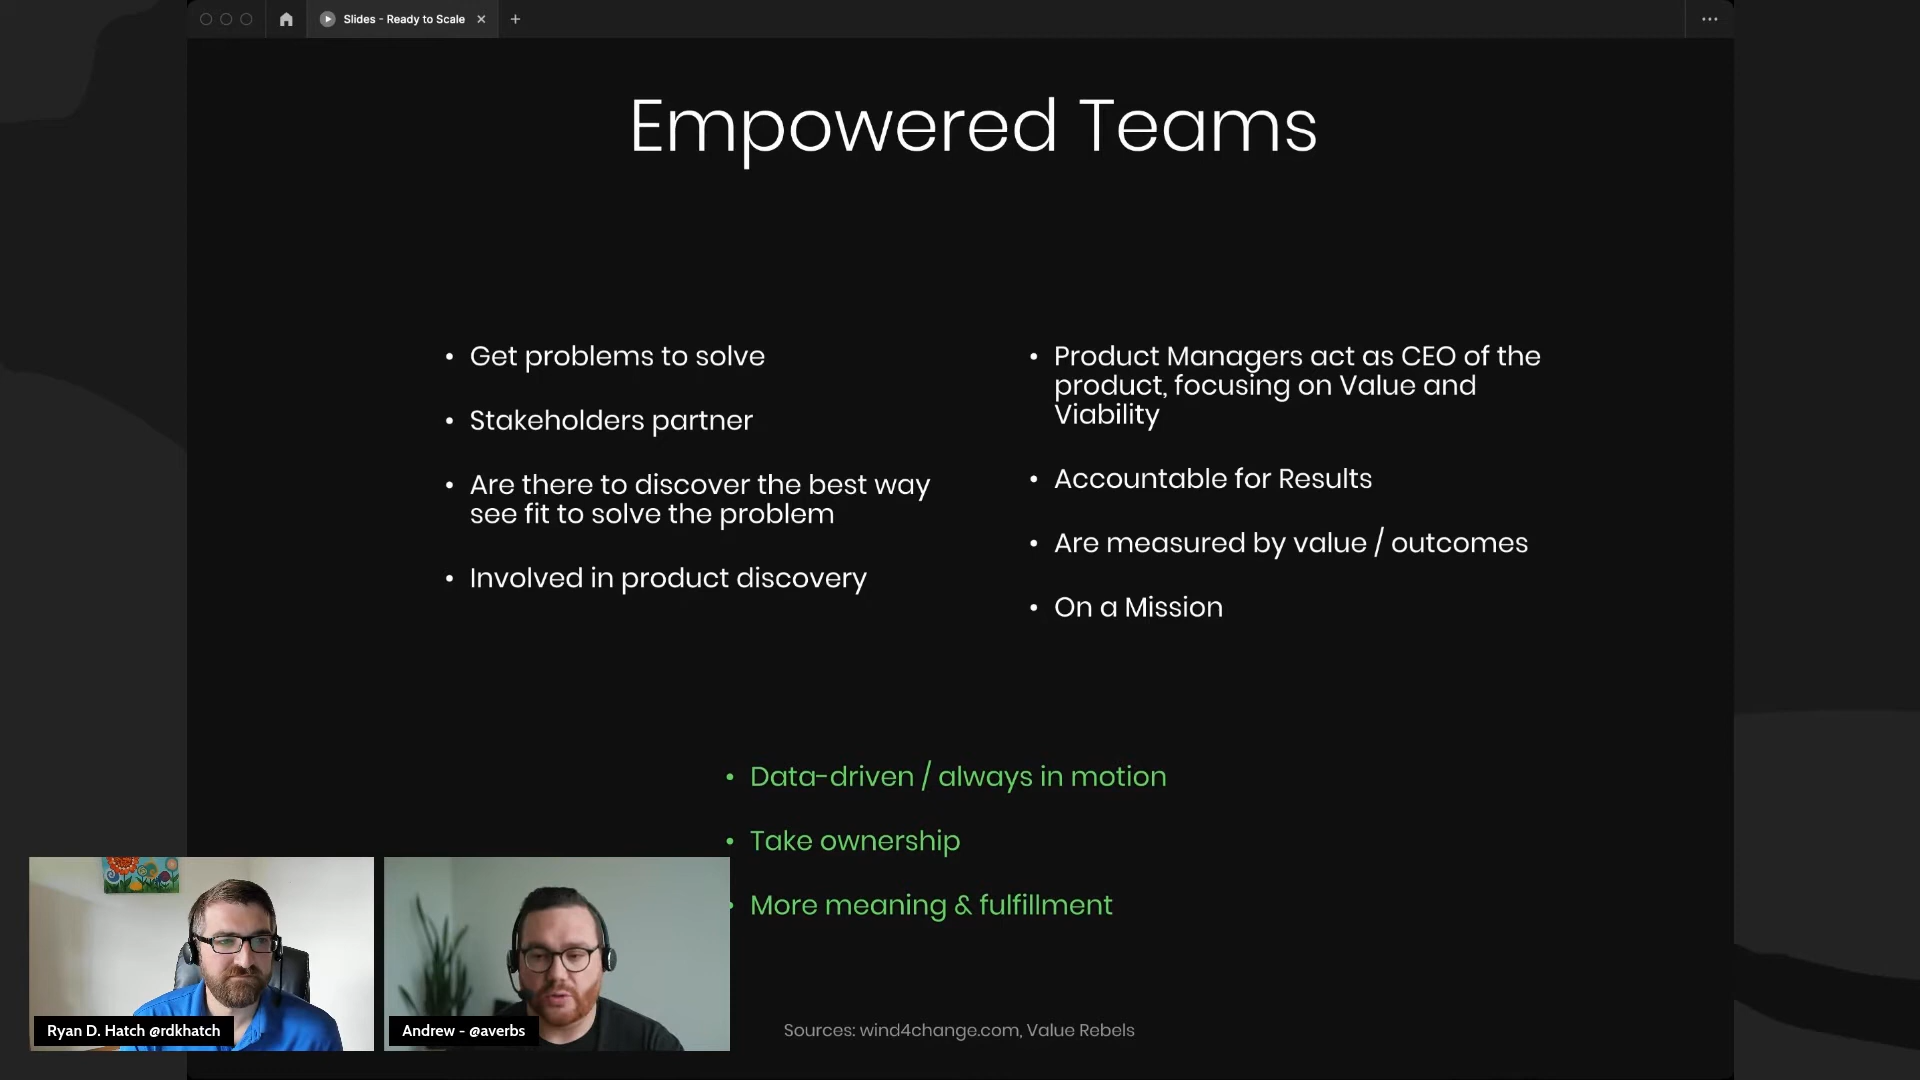 Slides - Ready to Scale
Empowered Teams
• Get problems to solve
• Stakeholders partner
• Are there to discover the best way
see fit to solve the problem
• Involved in product discovery
• Product Managers act as CEO of the
product, focusing on Value and
Viability
• Accountable for Results
• Are measured by value / outcomes
• On a Mission
• Data-driven / always in motion
• Take ownership
• More meaning & fulfillment
Ryan D. Hatch @rdkhatch
Andrew - @averbs
Sources: wind4change.com, Value Rebels